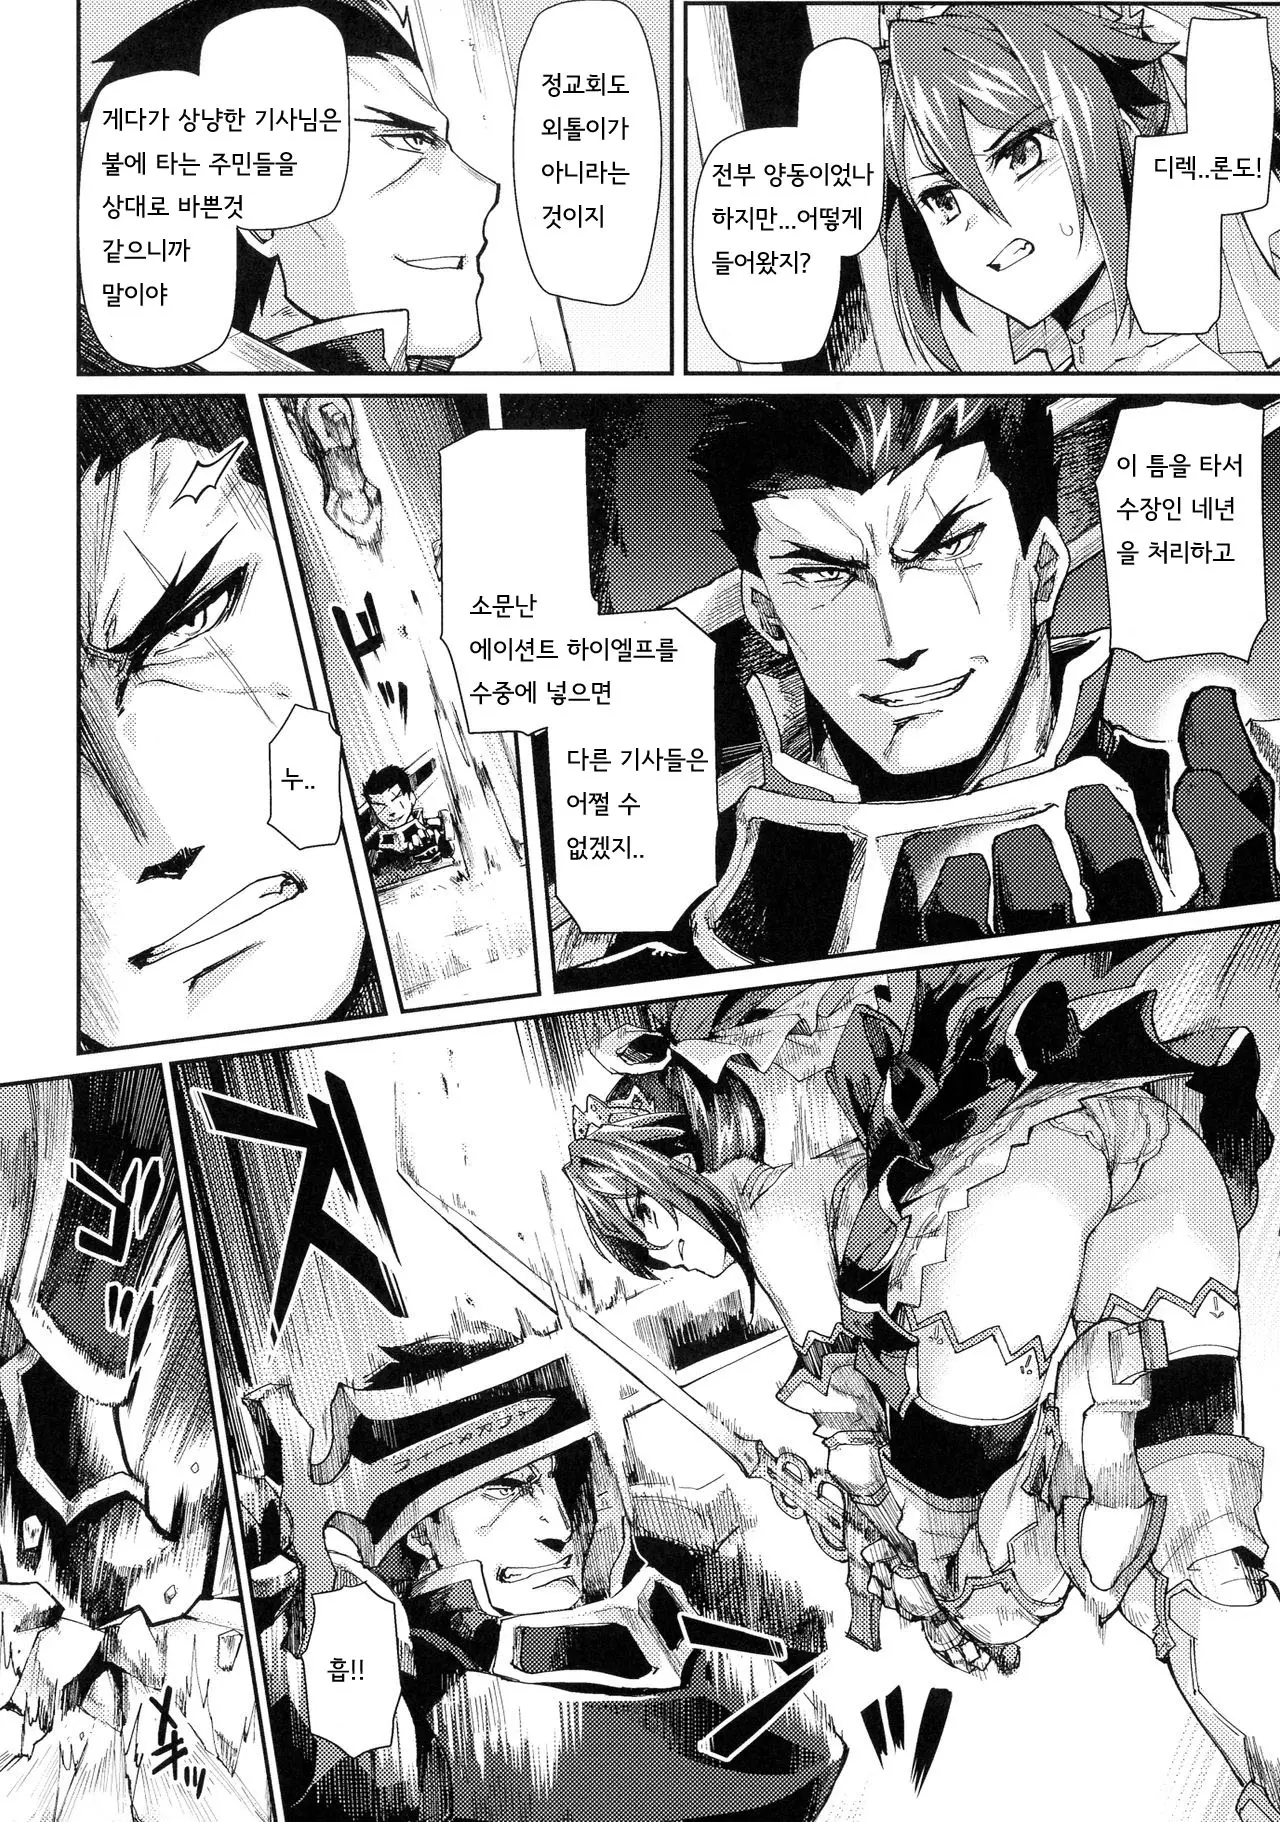 디렉..론도!
전부 양동이었나
하지만...어떻게
들어왔지?
정교회도
외톨이가
아니라는
것이지
게다가 상냥한 기사님은
불에 타는 주민들을
상대로 바쁜것
같으니까
말이야
이 틈을 타서
수장인 네년
을 처리하고
소문난
에이션트 하이엘프를
수중에 넣으면
다른 기사들은
어쩔 수
없겠지..
ドドッ
누..
ズ
흡!!